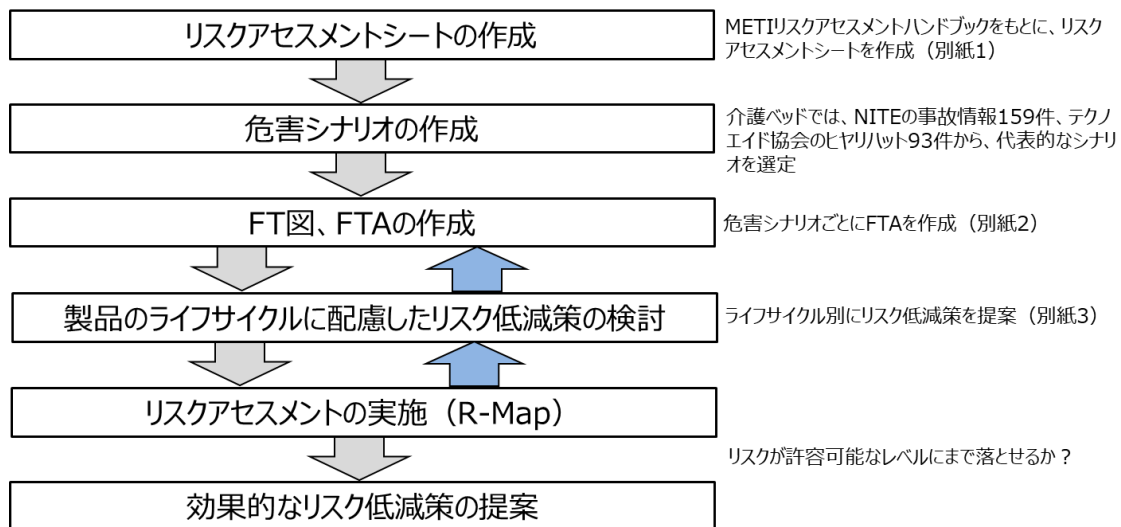 リスクアセスメントシートの作成
METIリスクアセスメントハンドブックをもとに、リスク
アセスメントシートを作成（別紙1）
危害シナリオの作成
介護ベッドでは、NITEの事故情報159件、テクノ
エイド協会のヒヤリハット93件から、代表的なシナリ
オを選定
FT図、FTAの作成
危害シナリオごとにFTAを作成（別紙2）
製品のライフサイクルに配慮したリスク低減策の検討
ライフサイクル別にリスク低減策を提案（別紙3）
リスクアセスメントの実施（R-Map）
リスクが許容可能なレベルにまで落とせるか？
効果的なリスク低減策の提案